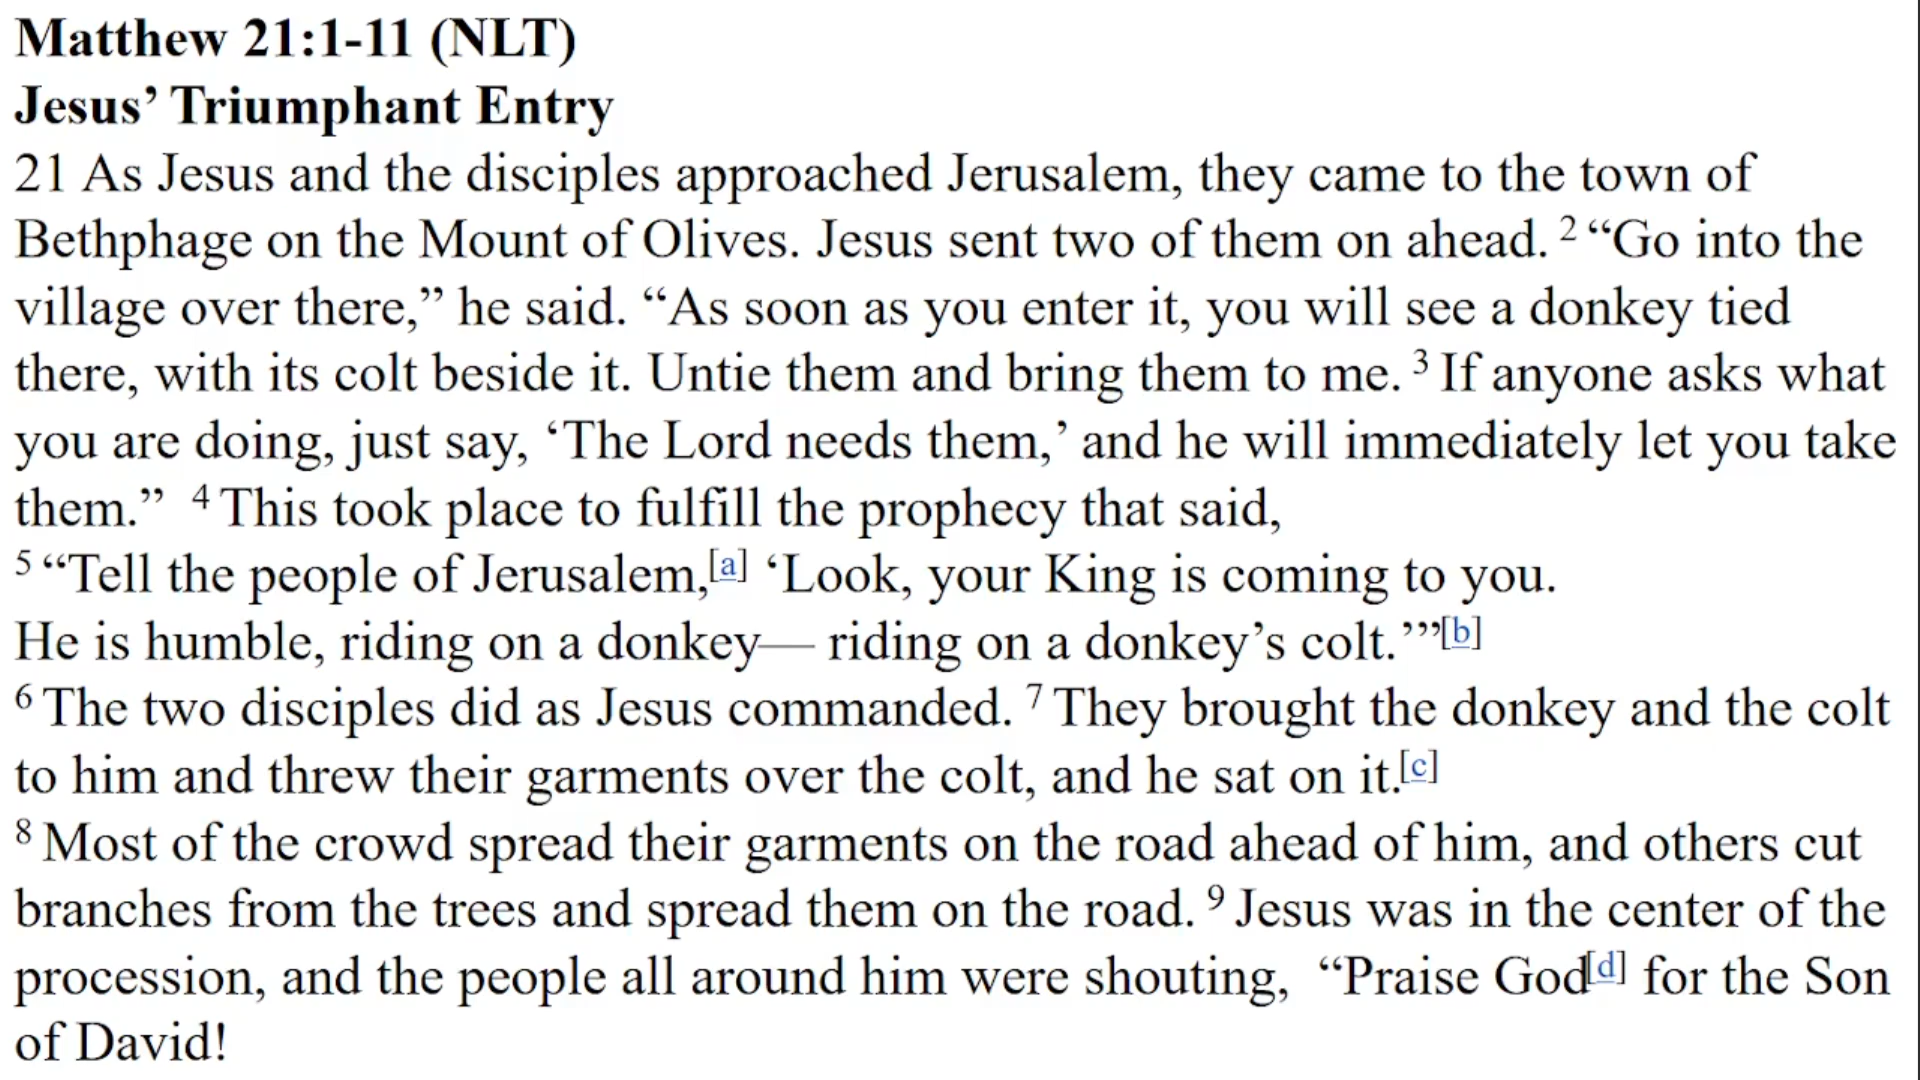 Matthew 21:1-11 (NLT)
Jesus’ Triumphant Entry
21 As Jesus and the disciples approached Jerusalem, they came to the town of
Bethphage on the Mount of Olives. Jesus sent two of them on ahead. 2 “Go into the
village over there,” he said. “As soon as you enter it, you will see a donkey tied
there, with its colt beside it. Untie them and bring them to me. 3 If anyone asks what
you are doing, just say, ‘The Lord needs them,’ and he will immediately let you take
them.” 4 This took place to fulfill the prophecy that said,
5 “Tell the people of Jerusalem,[a] ‘Look, your King is coming to you.
He is humble, riding on a donkey— riding on a donkey’s colt.’”[b]
6 The two disciples did as Jesus commanded. 7 They brought the donkey and the colt
to him and threw their garments over the colt, and he sat on it.[c]
8 Most of the crowd spread their garments on the road ahead of him, and others cut
branches from the trees and spread them on the road. 9 Jesus was in the center of the
procession, and the people all around him were shouting, “Praise God[d] for the Son
of David!